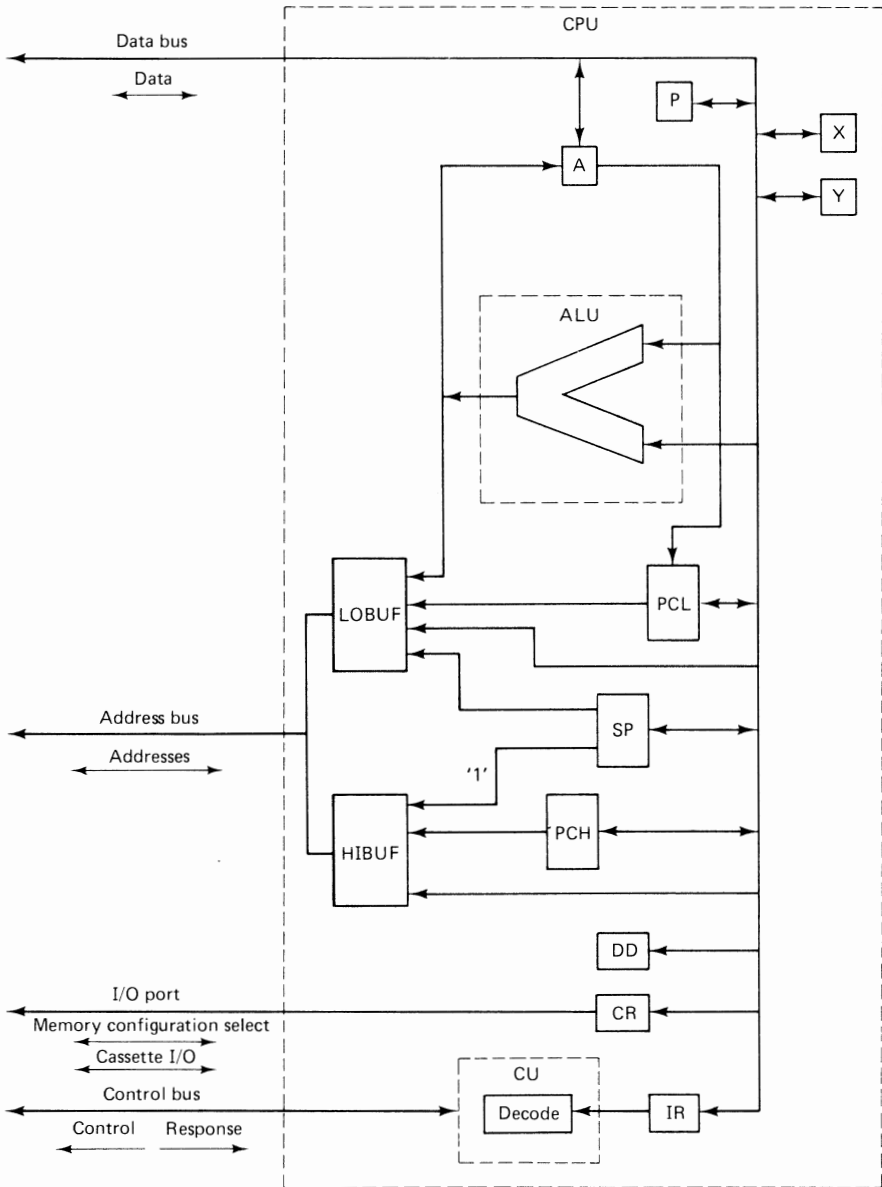 CPU
Data bus
Data
P
X
A
Y
ALU
LOBUF
PCL
Address bus
Addresses
SP
'1'
HIBUF
PCH
DD
I/O port
CR
Memory configuration select
Cassette I/O
CU
Control bus
Decode
IR
Control
Response